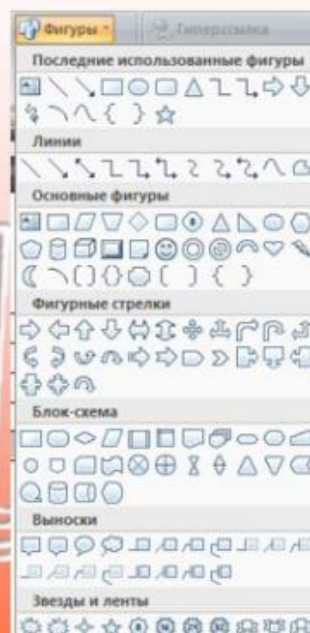 Фигуры Гиперссылка
Последние использованные фигуры
Линии
Основные фигуры
Фигурные стрелки
Блок-схема
Выноски
Звезды и ленты